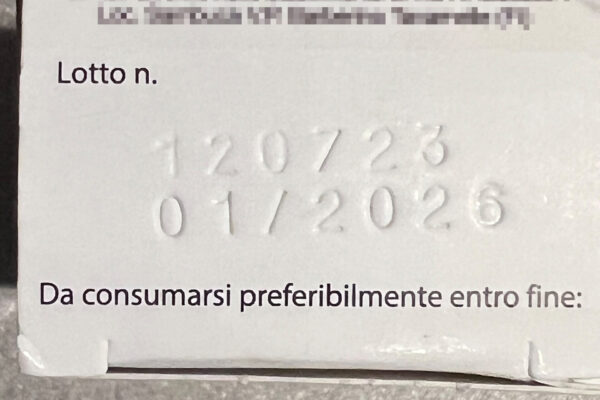 Lotto n.
120723
01/2026
Da consumarsi preferibilmente entro fine: